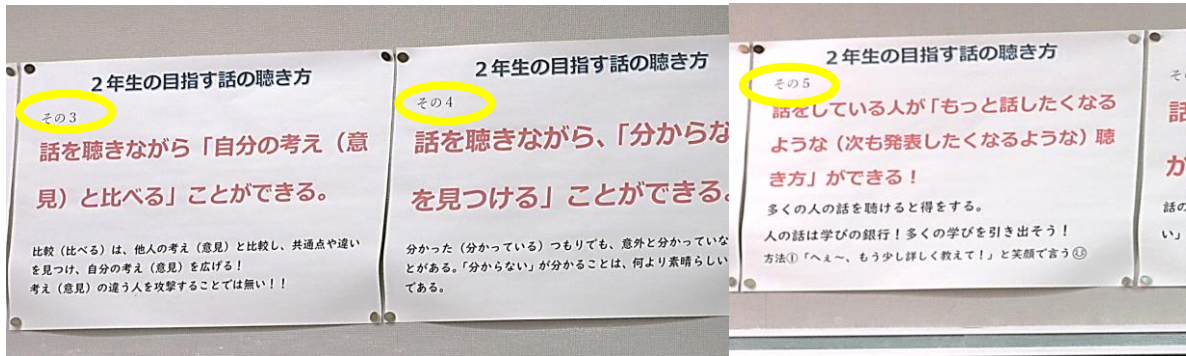 2年生の目指す話の聴き方
その3
話を聴きながら「自分の考え（意
見）と比べる」ことができる。
比較（比べる）は、他人の考え（意見）と比較し、共通点や違い
を見つけ、自分の考え（意見）を広げる！
考え（意見）の違う人を攻撃することでは無い！！
2年生の目指す話の聴き方
その4
話を聴きながら、「分からな
を見つける」ことができる。
分かった（分かっている）つもりでも、意外と分かっていな
とがある。「分からない」が分かることは、何より素晴らしい
である。
2年生の目指す話の聴き方
その5
話をしている人が「もっと話したくなる
ような（次も発表したくなるような）聴
き方」ができる！
多くの人の話を聴けると得をする。
人の話は学びの銀行！多くの学びを引き出そう！
方法①「へぇ〜、もう少し詳しく教えて！」と笑顔で言う
そ
話
が
話の
い」